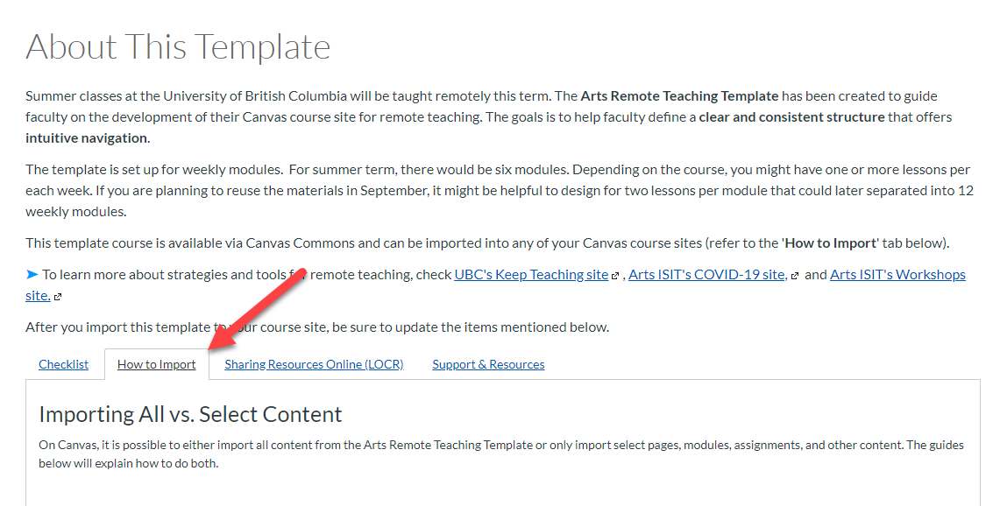 About This Template
Summer classes at the University of British Columbia will be taught remotely this term. The Arts Remote Teaching Template has been created to guide
faculty on the development of their Canvas course site for remote teaching. The goals is to help faculty define a clear and consistent structure that offers
intuitive navigation.
The template is set up for weekly modules.  For summer term, there would be six modules. Depending on the course, you might have one or more lessons per
each week. If you are planning to reuse the materials in September, it might be helpful to design for two lessons per module that could later separated into 12
weekly modules.
This template course is available via Canvas Commons and can be imported into any of your Canvas course sites (refer to the 'How to Import' tab below).
➤ To learn more about strategies and tools for remote teaching, check UBC's Keep Teaching site , Arts ISIT's COVID-19 site, and Arts ISIT's Workshops
site.
After you import this template to your course site, be sure to update the items mentioned below.
Checklist How to Import Sharing Resources Online (LOCR) Support & Resources
Importing All vs. Select Content
On Canvas, it is possible to either import all content from the Arts Remote Teaching Template or only import select pages, modules, assignments, and other content. The guides
below will explain how to do both.